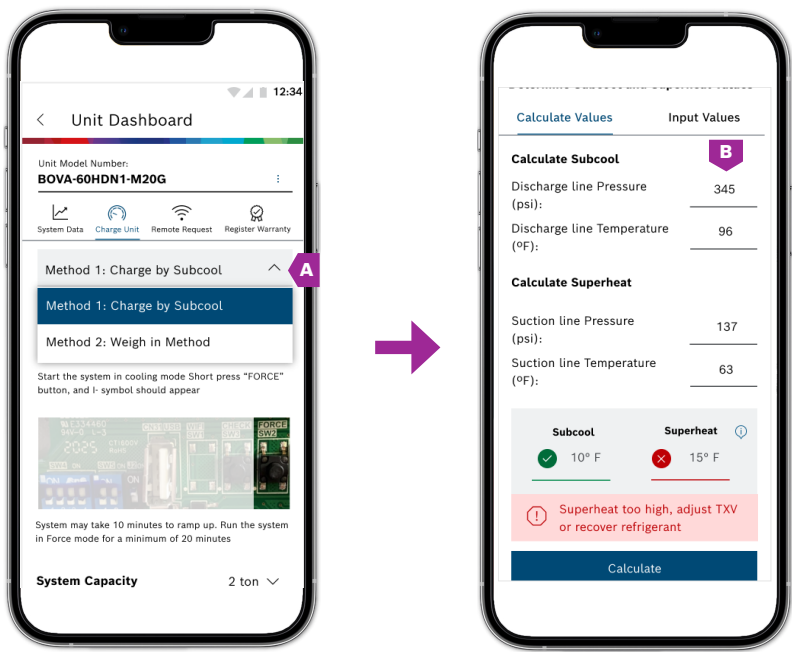 12:34
Unit Dashboard
Unit Model Number:
BOVA-60HDN1-M20G
System Data
Charge Unit
Remote Request
Register Warranty
Method 1: Charge by Subcool
A
Method 1: Charge by Subcool
Method 2: Weigh in Method
Start the system in cooling mode Short press “FORCE”
button, and I- symbol should appear
FORCE
SW2
CHECK
2025
ON
System may take 10 minutes to ramp up. Run the system
in Force mode for a minimum of 20 minutes
System Capacity
2 ton
Calculate Values
Input Values
B
Calculate Subcool
Discharge line Pressure
(psi):
345
Discharge line Temperature
(ºF):
96
Calculate Superheat
Suction line Pressure
(psi):
137
Suction line Temperature
(ºF):
63
Subcool
Superheat
10° F
15° F
Superheat too high, adjust TXV
or recover refrigerant
Calculate